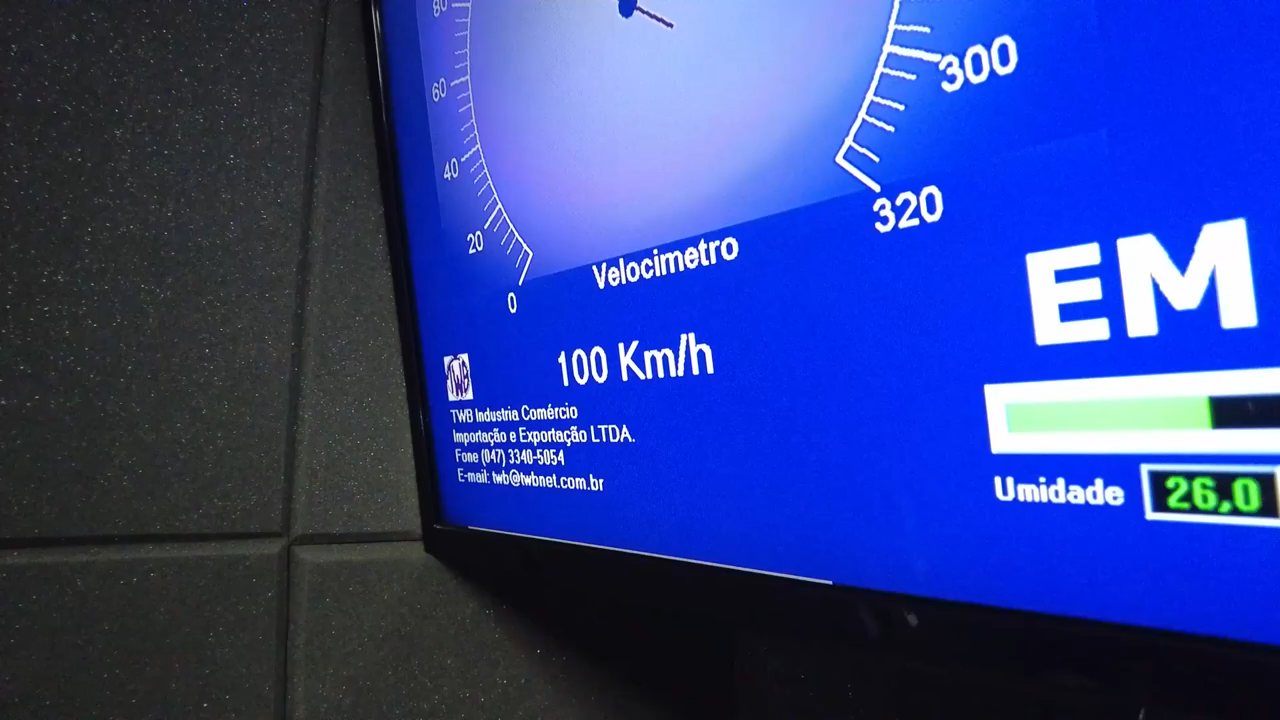 80
60
40
20
0
300
320
Velocimetro
100 Km/h
TWB
TWB Industria Comércio
Importação e Exportação LTDA.
Fone (047) 3340-5054
E-mail: twb@twbnet.com.br
EM
Umidade 26,0